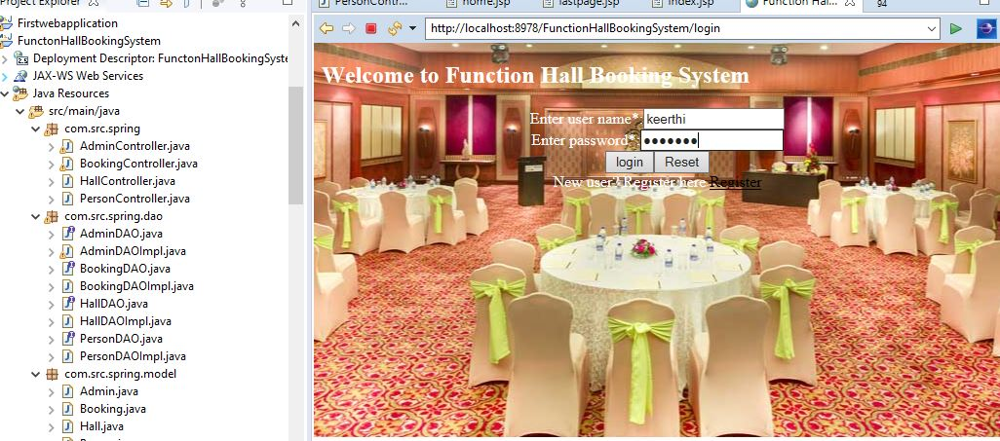 Project Explorer
Firstwebapplication
FunctonHallBookingSystem
Deployment Descriptor: FunctonHallBookingSyste
JAX-WS Web Services
Java Resources
src/main/java
com.src.spring
AdminController.java
BookingController.java
HallController.java
PersonController.java
com.src.spring.dao
AdminDAO.java
AdminDAOImpl.java
BookingDAO.java
BookingDAOImpl.java
HallDAO.java
HallDAOImpl.java
PersonDAO.java
PersonDAOImpl.java
com.src.spring.model
Admin.java
Booking.java
Hall.java
PersonContr...
home.jsp
lastpage.jsp
index.jsp
Function Hal...
94
http://localhost:8978/FunctionHallBookingSystem/login
Welcome to Function Hall Booking System
Enter user name* keerthi
Enter password* •••••••
login Reset
New user? Register here Register